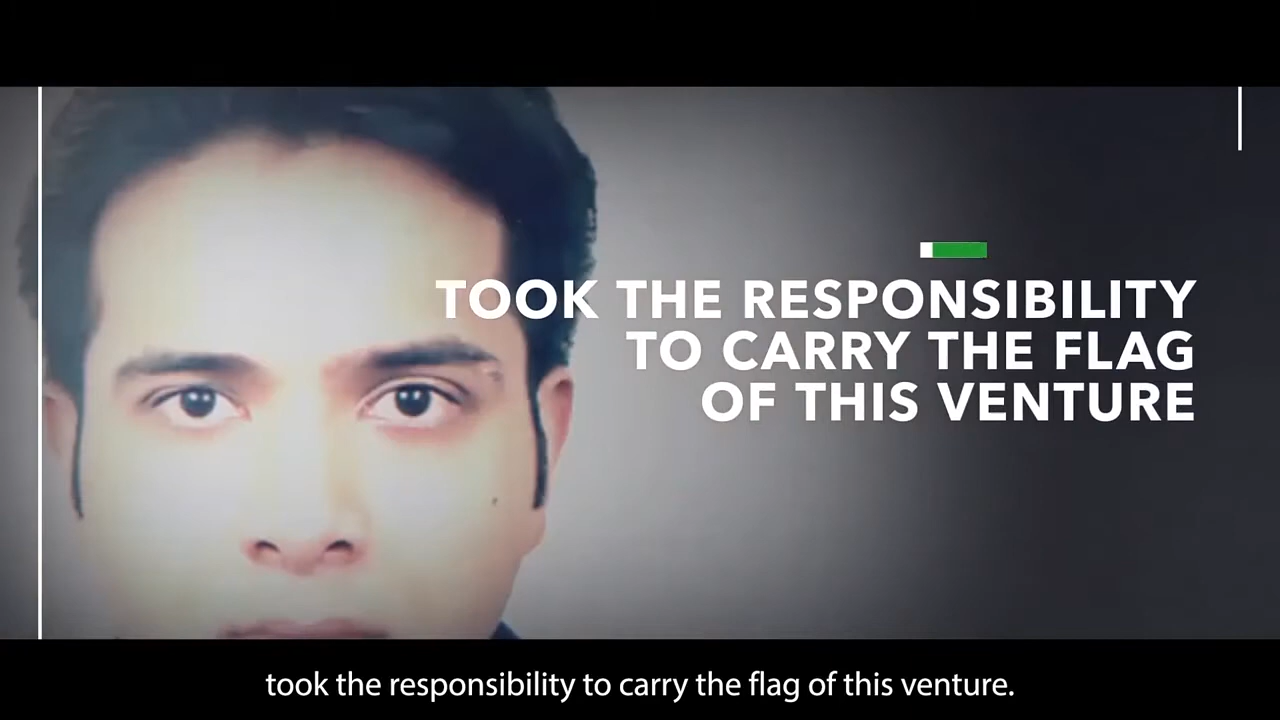 TOOK THE RESPONSIBILITY
TO CARRY THE FLAG
OF THIS VENTURE
took the responsibility to carry the flag of this venture.